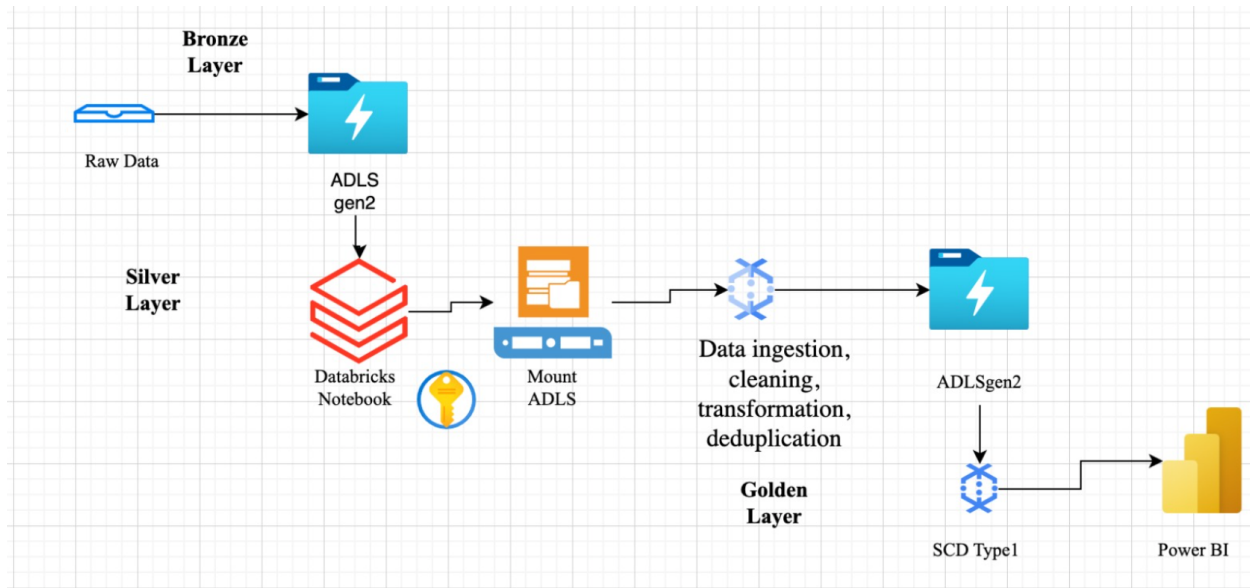 Bronze
Layer
Raw Data
ADLS
gen2
Silver
Layer
Databricks
Notebook
Mount
ADLS
Data ingestion,
cleaning,
transformation,
deduplication
ADLSgen2
Golden
Layer
SCD Type1
Power BI